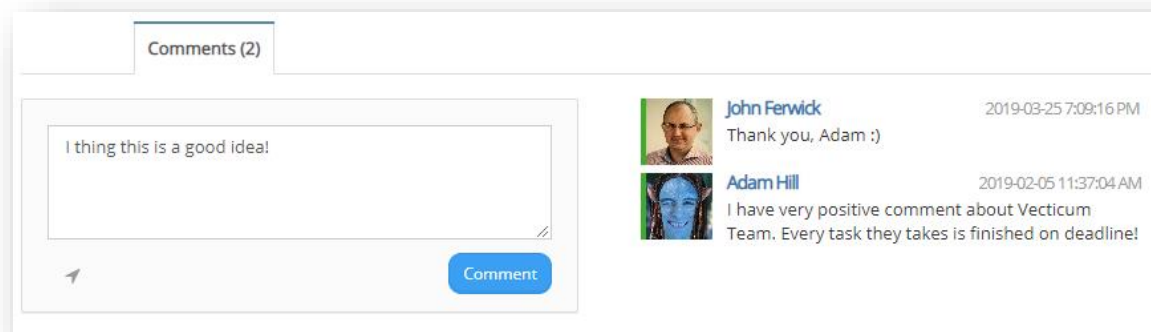 Comments (2)
I thing this is a good idea!
Comment
John Ferwick 2019-03-25 7:09:16 PM
Thank you, Adam :)
Adam Hill 2019-02-05 11:37:04 AM
I have very positive comment about Vecticum
Team. Every task they takes is finished on deadline!